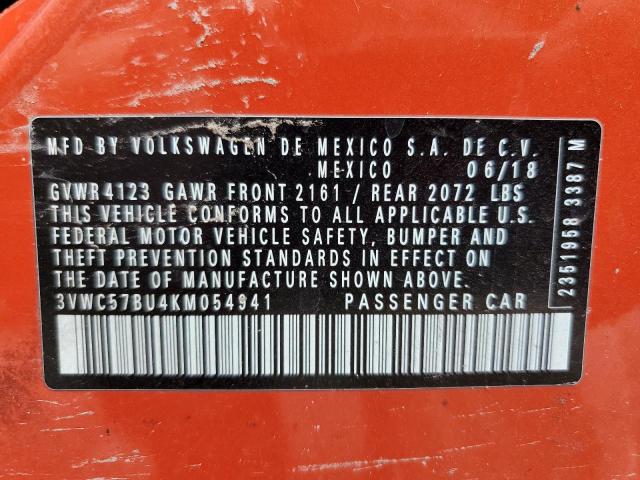 MFD BY VOLKSWAGEN DE MEXICO S.A. DE C.V.
MEXICO 06/18
GVWR4123 GAWR FRONT 2161 / REAR 2072 LBS
THIS VEHICLE CONFORMS TO ALL APPLICABLE U.S.
FEDERAL MOTOR VEHICLE SAFETY, BUMPER AND
THEFT PREVENTION STANDARDS IN EFFECT ON
THE DATE OF MANUFACTURE SHOWN ABOVE.
3VWC57BU4KM054941 PASSENGER CAR
2351958 3387 M